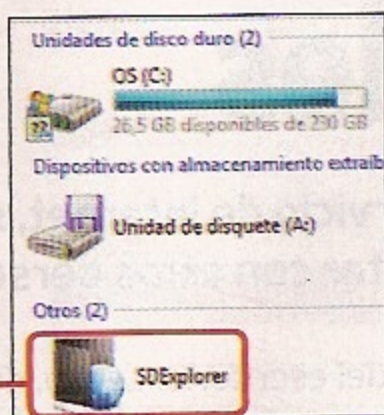 Unidades de disco duro (2)
OS (C:)
26,5 GB disponibles de 230 GB
Dispositivos con almacenamiento extraíb
Unidad de disquete (A:)
Otros (2)
SDExplorer